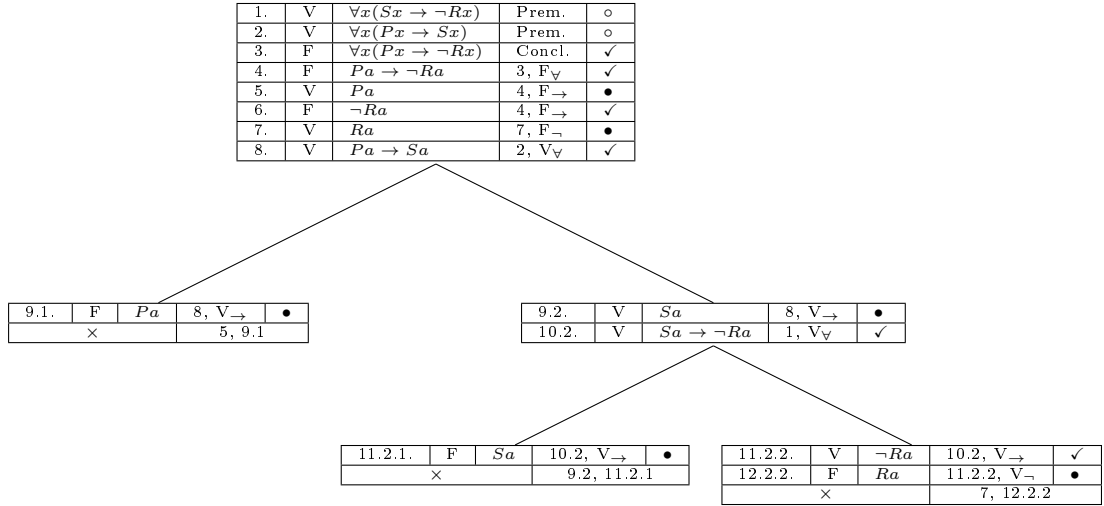 1. V ∀x(Sx → ¬Rx) Prem. ○
2. V ∀x(Px → Sx) Prem. ○
3. F ∀x(Px → ¬Rx) Concl. ✓
4. F Pa → ¬Ra 3, F∀ ✓
5. V Pa 4, F→ ●
6. F ¬Ra 4, F→ ✓
7. V Ra 7, F¬ ●
8. V Pa → Sa 2, V∀ ✓
9.1. F Pa 8, V→ ●
× 5, 9.1
9.2. V Sa 8, V→ ●
10.2. V Sa → ¬Ra 1, V∀ ✓
11.2.1. F Sa 10.2, V→ ●
× 9.2, 11.2.1
11.2.2. V ¬Ra 10.2, V→ ✓
12.2.2. F Ra 11.2.2, V¬ ●
× 7, 12.2.2